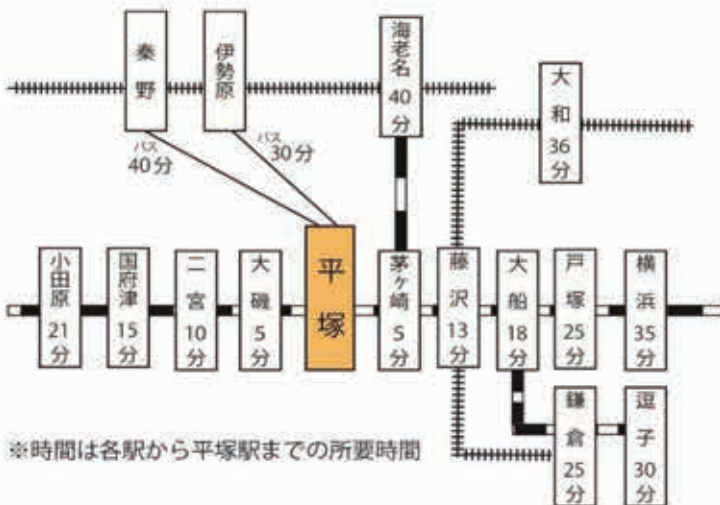 秦野
伊勢原
海老名 40分
大和 36分
バス
40分
バス
30分
小田原 21分
国府津 15分
二宮 10分
大磯 5分
平塚
茅ヶ崎 5分
藤沢 13分
大船 18分
戸塚 25分
横浜 35分
鎌倉 25分
逗子 30分
※時間は各駅から平塚駅までの所要時間